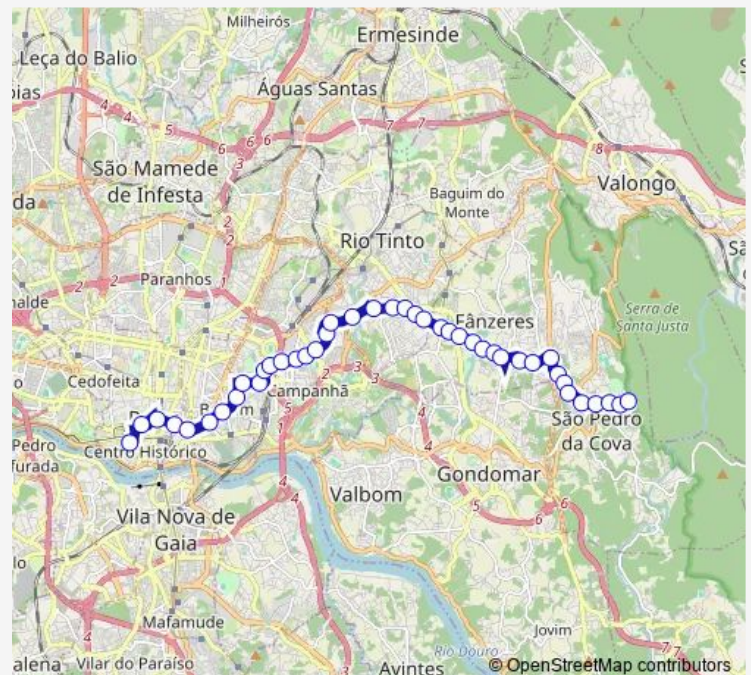 Milheirós
Ermesinde
Leça do Balio
Águas Santas
São Mamede
de Infesta
Valongo
Baguim do
Monte
Rio Tinto
Paranhos
Serra de
Santa Justa
Fânzeres
Cedofeita
Campanhã
São Pedro
da Cova
Centro Histórico
Gondomar
Valbom
Vila Nova de
Gaia
Mafamude
Jovim
Rio Douro
Vilar do Paraíso
Avintes
© OpenStreetMap contributors